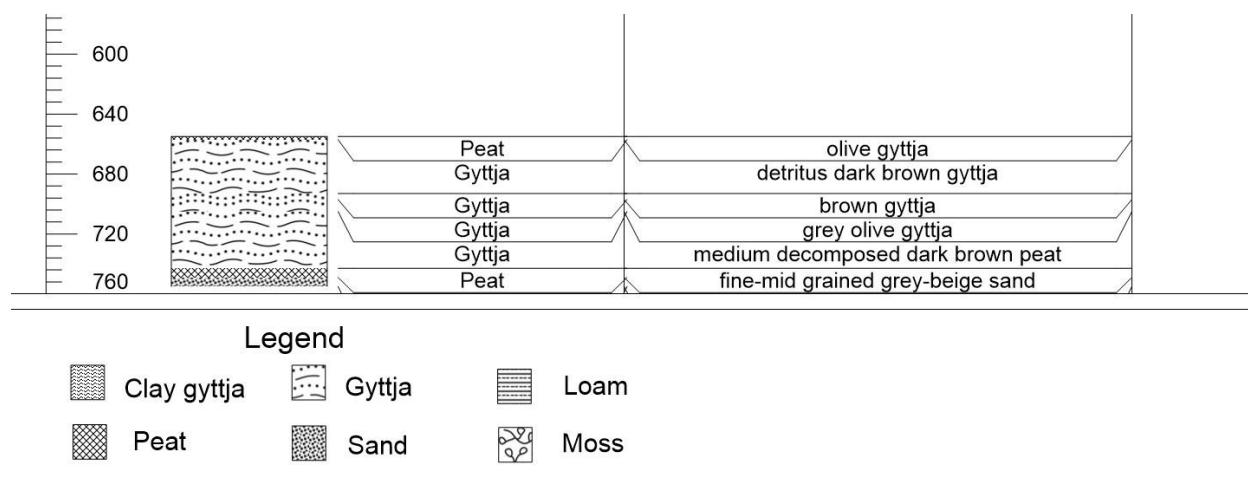 600
640
Peat olive gyttja
680 Gyttja detritus dark brown gyttja
Gyttja brown gyttja
720 Gyttja grey olive gyttja
Gyttja medium decomposed dark brown peat
760 Peat fine-mid grained grey-beige sand
Legend
Clay gyttja Gyttja Loam
Peat Sand Moss